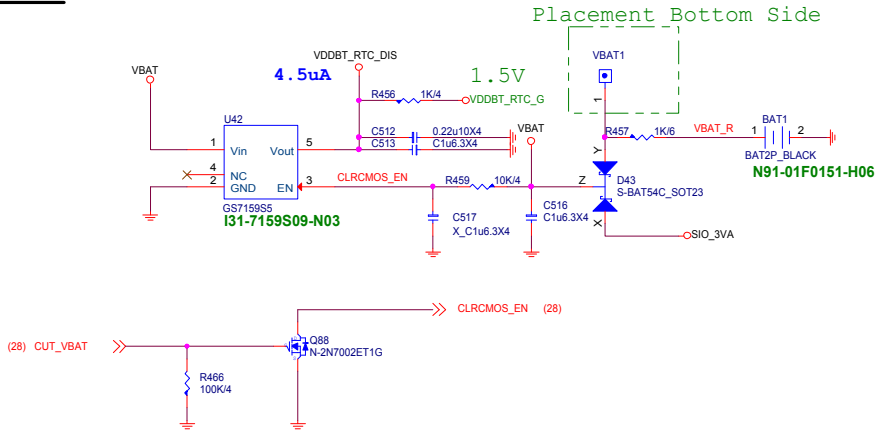 Placement Bottom Side
VDDBT_RTC_DIS
VBAT
4.5uA
1.5V
VBAT1
1
R456
1K/4
VDDBT_RTC_G
U42
C512
0.22u10X4
C513
C1u6.3X4
VBAT
R457
1K/6
VBAT_R
BAT1
1
2
BAT2P_BLACK
N91-01F0151-H06
1
Vin
Vout
5
4
NC
2
GND
EN
3
CLRCMOS_EN
R459
10K/4
Z
Y
X
D43
S-BAT54C_SOT23
GS7159S5
I31-7159S09-N03
C517
X_C1u6.3X4
C516
C1u6.3X4
SIO_3VA
CLRCMOS_EN (28)
(28) CUT_VBAT
Q88
N-2N7002ET1G
R466
100K/4